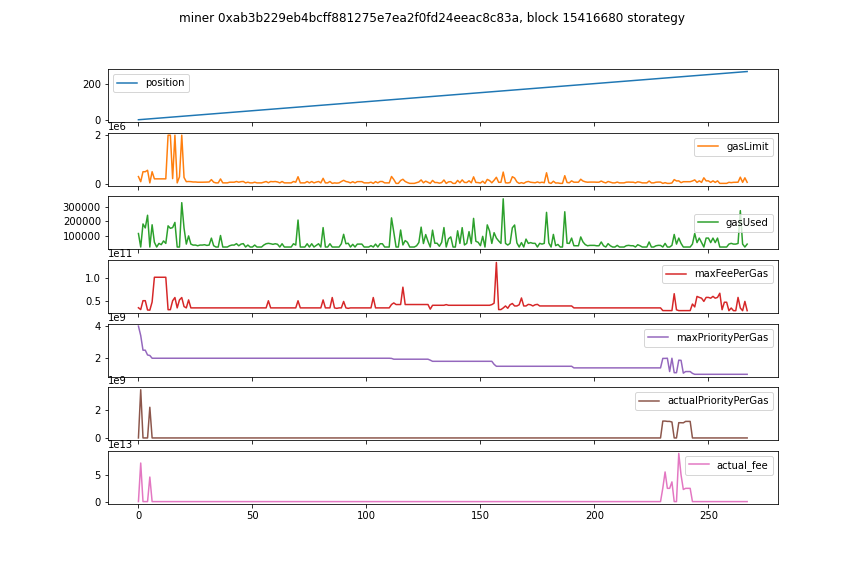 miner 0xab3b229eb4bcff881275e7ea2f0fd24eeac8c83a, block 15416680 storategy
position
200
0
1e6
gasLimit
2
0
gasUsed
300000
200000
100000
1e11
maxFeePerGas
1.0
0.5
1e9
maxPriorityPerGas
4
2
1e9
actualPriorityPerGas
2
0
1e13
actual_fee
5
0
0 50 100 150 200 250